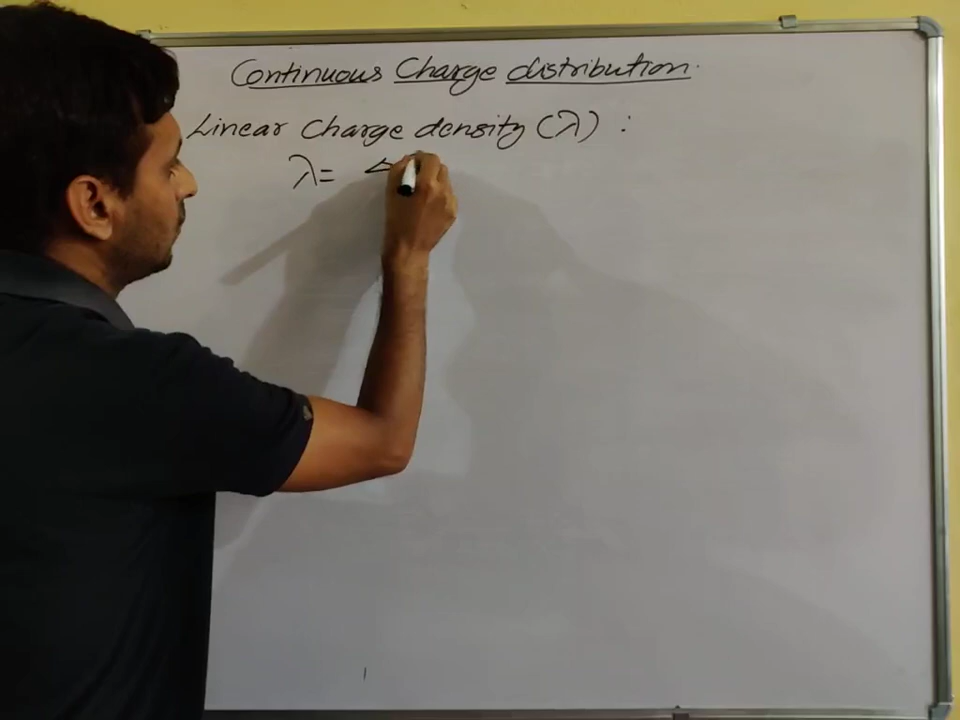 Continuous Charge distribution.
Linear Charge density (λ) :
λ=